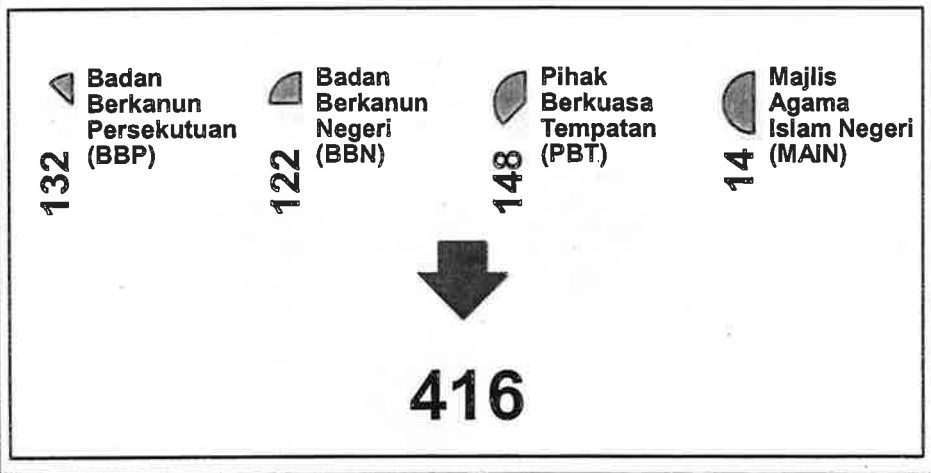 Badan
Berkanun
Persekutuan
(BBP)
132
Badan
Berkanun
Negeri
(BBN)
122
Pihak
Berkuasa
Tempatan
(PBT)
148
Majlis
Agama
Islam Negeri
(MAIN)
14
416